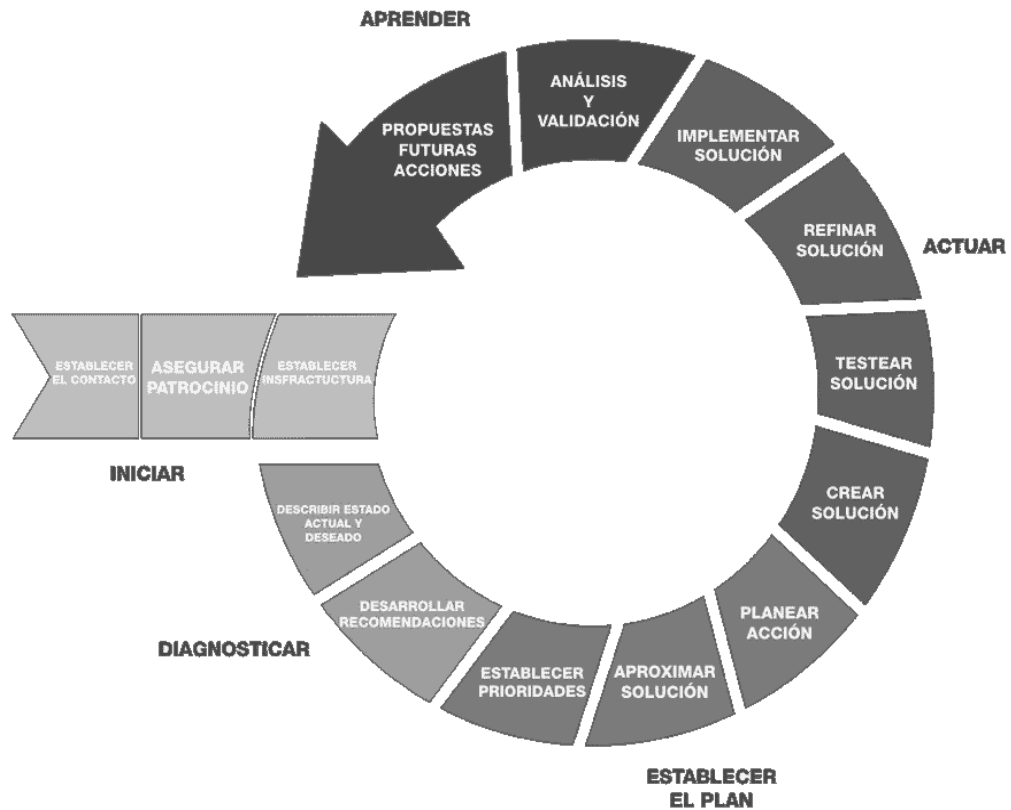 APRENDER
ANÁLISIS
Y
VALIDACIÓN
PROPUESTAS
FUTURAS
ACCIONES
IMPLEMENTAR
SOLUCIÓN
REFINAR
SOLUCIÓN
ACTUAR
TESTEAR
SOLUCIÓN
ESTABLECER
EL CONTACTO
ASEGURAR
PATROCINIO
ESTABLECER
INSFRACTUCTURA
INICIAR
DESCRIBIR ESTADO
ACTUAL Y
DESEADO
CREAR
SOLUCIÓN
DESARROLLAR
RECOMENDACIONES
PLANEAR
ACCIÓN
DIAGNOSTICAR
ESTABLECER
PRIORIDADES
APROXIMAR
SOLUCIÓN
ESTABLECER
EL PLAN